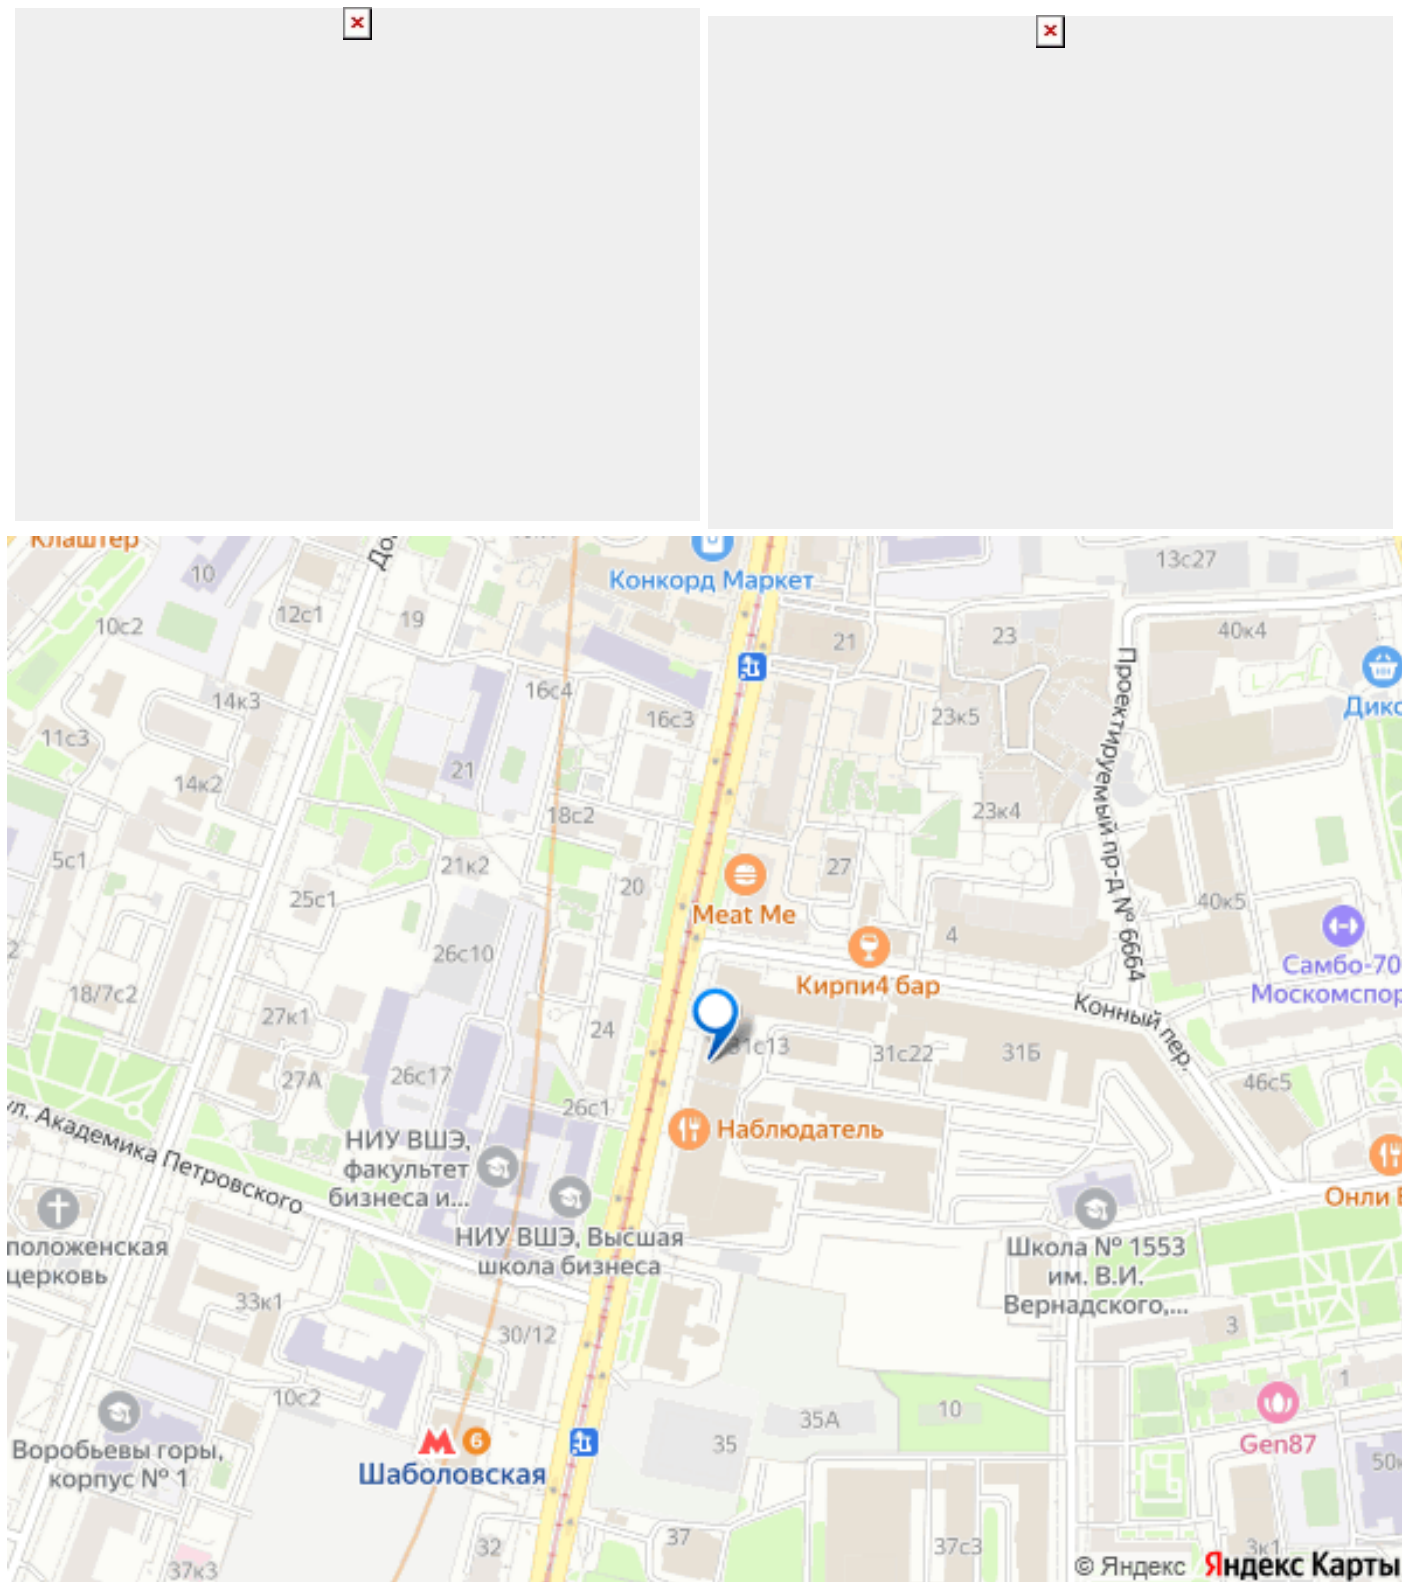 Клаштер
До
13с27
10
Конкорд Маркет
12с1
19
10с2
21
23
40к4
16с4
14к3
16с3
23к5
Дикс
11с3
21
14к2
18с2
23к4
Проектируемый пр-д № 6664
5с1
21к2
27
20
25с1
40к5
Meat Me
4
2
26с10
Самбо-70
Кирпи4 бар
Москомспор
18/7с2
27к1
Конный пер.
24
31с13
31с22
31Б
27А
26с17
46с5
26с1
ул. Академика Петровского
Наблюдатель
НИУ ВШЭ,
факультет
бизнеса и...
Онли В
НИУ ВШЭ, Высшая
школа бизнеса
положенская
церковь
Школа № 1553
им. В.И.
Вернадского,...
33к1
30/12
3
10с2
1
35А
10
35
Gen87
Воробьевы горы,
корпус № 1
М 6
Шаболовская
50к
32
37
37с3
3к1
37к3
© Яндекс Яндекс Карты